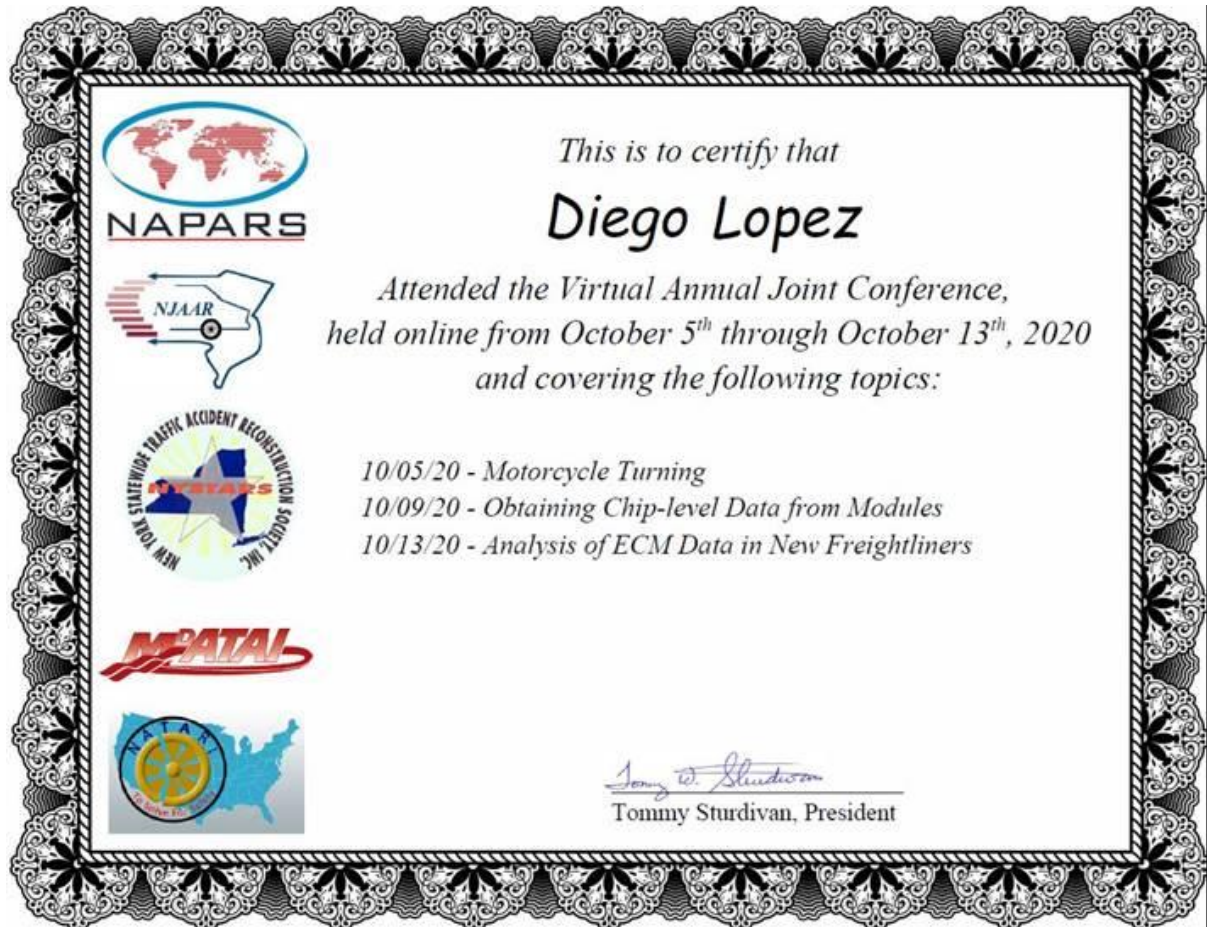 NAPARS
NJAAR
NEW YORK STATEWIDE TRAFFIC ACCIDENT RECONSTRUCTION SOCIETY, INC.
NYSTARS
MDATAI
NATARI
This is to certify that
Diego Lopez
Attended the Virtual Annual Joint Conference,
held online from October 5th through October 13th, 2020
and covering the following topics:
10/05/20 - Motorcycle Turning
10/09/20 - Obtaining Chip-level Data from Modules
10/13/20 - Analysis of ECM Data in New Freightliners
Tommy W. Sturdivan
Tommy Sturdivan, President